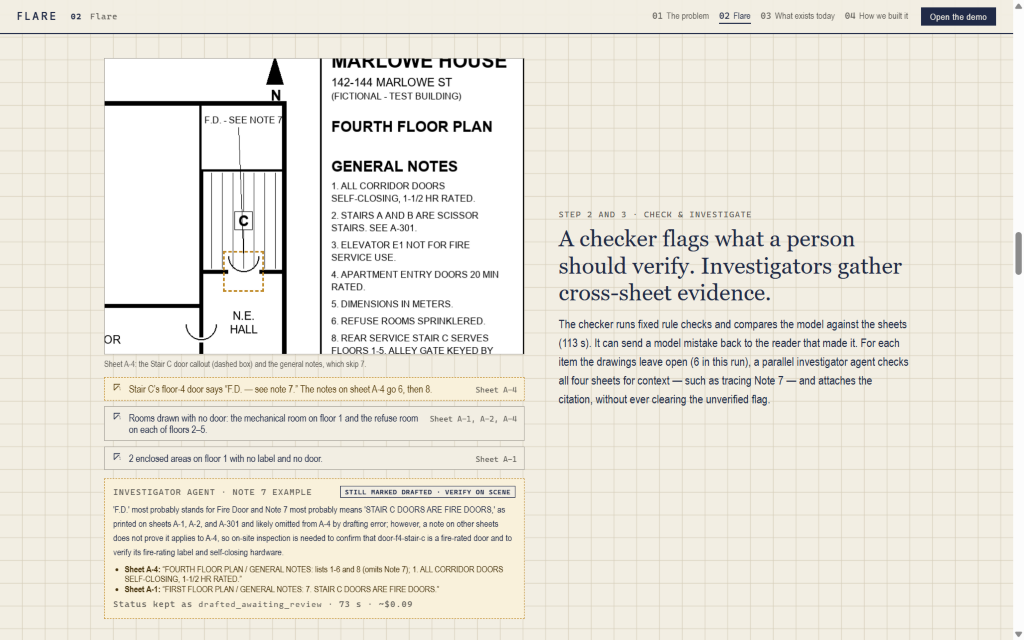 FLARE 02 Flare
01 The problem 02 Flare 03 What exists today 04 How we built it Open the demo
N
F.D. - SEE NOTE 7
C
N.E.
HALL
OR
MARLOWE HOUSE
142-144 MARLOWE ST
(FICTIONAL - TEST BUILDING)
FOURTH FLOOR PLAN
GENERAL NOTES
1. ALL CORRIDOR DOORS
SELF-CLOSING, 1-1/2 HR RATED.
2. STAIRS A AND B ARE SCISSOR
STAIRS. SEE A-301.
3. ELEVATOR E1 NOT FOR FIRE
SERVICE USE.
4. APARTMENT ENTRY DOORS 20 MIN
RATED.
5. DIMENSIONS IN METERS.
6. REFUSE ROOMS SPRINKLERED.
8. REAR SERVICE STAIR C SERVES
FLOORS 1-5. ALLEY GATE KEYED BY
Sheet A-4: the Stair C door callout (dashed box) and the general notes, which skip 7.
Stair C's floor-4 door says "F.D. — see note 7." The notes on sheet A-4 go 6, then 8. Sheet A-4
Rooms drawn with no door: the mechanical room on floor 1 and the refuse room Sheet A-1, A-2, A-4
on each of floors 2–5.
2 enclosed areas on floor 1 with no label and no door. Sheet A-1
INVESTIGATOR AGENT · NOTE 7 EXAMPLE STILL MARKED DRAFTED · VERIFY ON SCENE
'F.D.' most probably stands for Fire Door and Note 7 most probably means 'STAIR C DOORS ARE FIRE DOORS,' as
printed on sheets A-1, A-2, and A-301 and likely omitted from A-4 by drafting error; however, a note on other sheets
does not prove it applies to A-4, so on-site inspection is needed to confirm that door-f4-stair-c is a fire-rated door and to
verify its fire-rating label and self-closing hardware.
• Sheet A-4: "FOURTH FLOOR PLAN / GENERAL NOTES: lists 1-6 and 8 (omits Note 7); 1. ALL CORRIDOR DOORS
SELF-CLOSING, 1-1/2 HR RATED."
• Sheet A-1: "FIRST FLOOR PLAN / GENERAL NOTES: 7. STAIR C DOORS ARE FIRE DOORS."
Status kept as drafted_awaiting_review · 73 s · ~$0.09
STEP 2 AND 3 · CHECK & INVESTIGATE
A checker flags what a person
should verify. Investigators gather
cross-sheet evidence.
The checker runs fixed rule checks and compares the model against the sheets
(113 s). It can send a model mistake back to the reader that made it. For each
item the drawings leave open (6 in this run), a parallel investigator agent checks
all four sheets for context — such as tracing Note 7 — and attaches the
citation, without ever clearing the unverified flag.